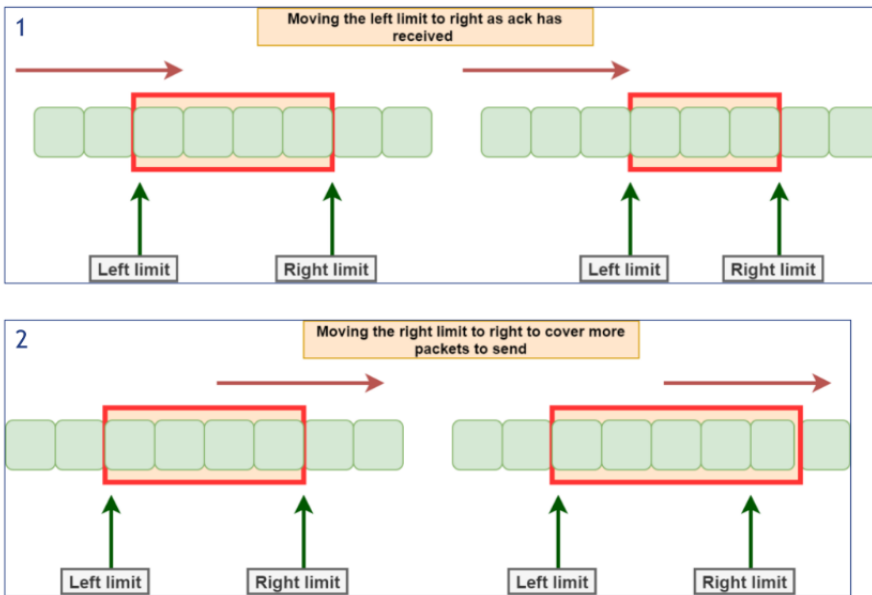 1
Moving the left limit to right as ack has
received
Left limit
Right limit
Left limit
Right limit
2
Moving the right limit to right to cover more
packets to send
Left limit
Right limit
Left limit
Right limit